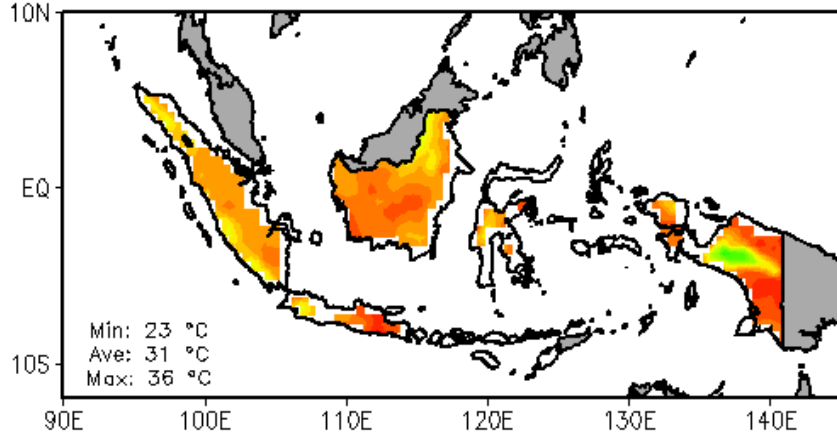 10N
EQ
10S
Min: 23 °C
Ave: 31 °C
Max: 36 °C
90E 100E 110E 120E 130E 140E